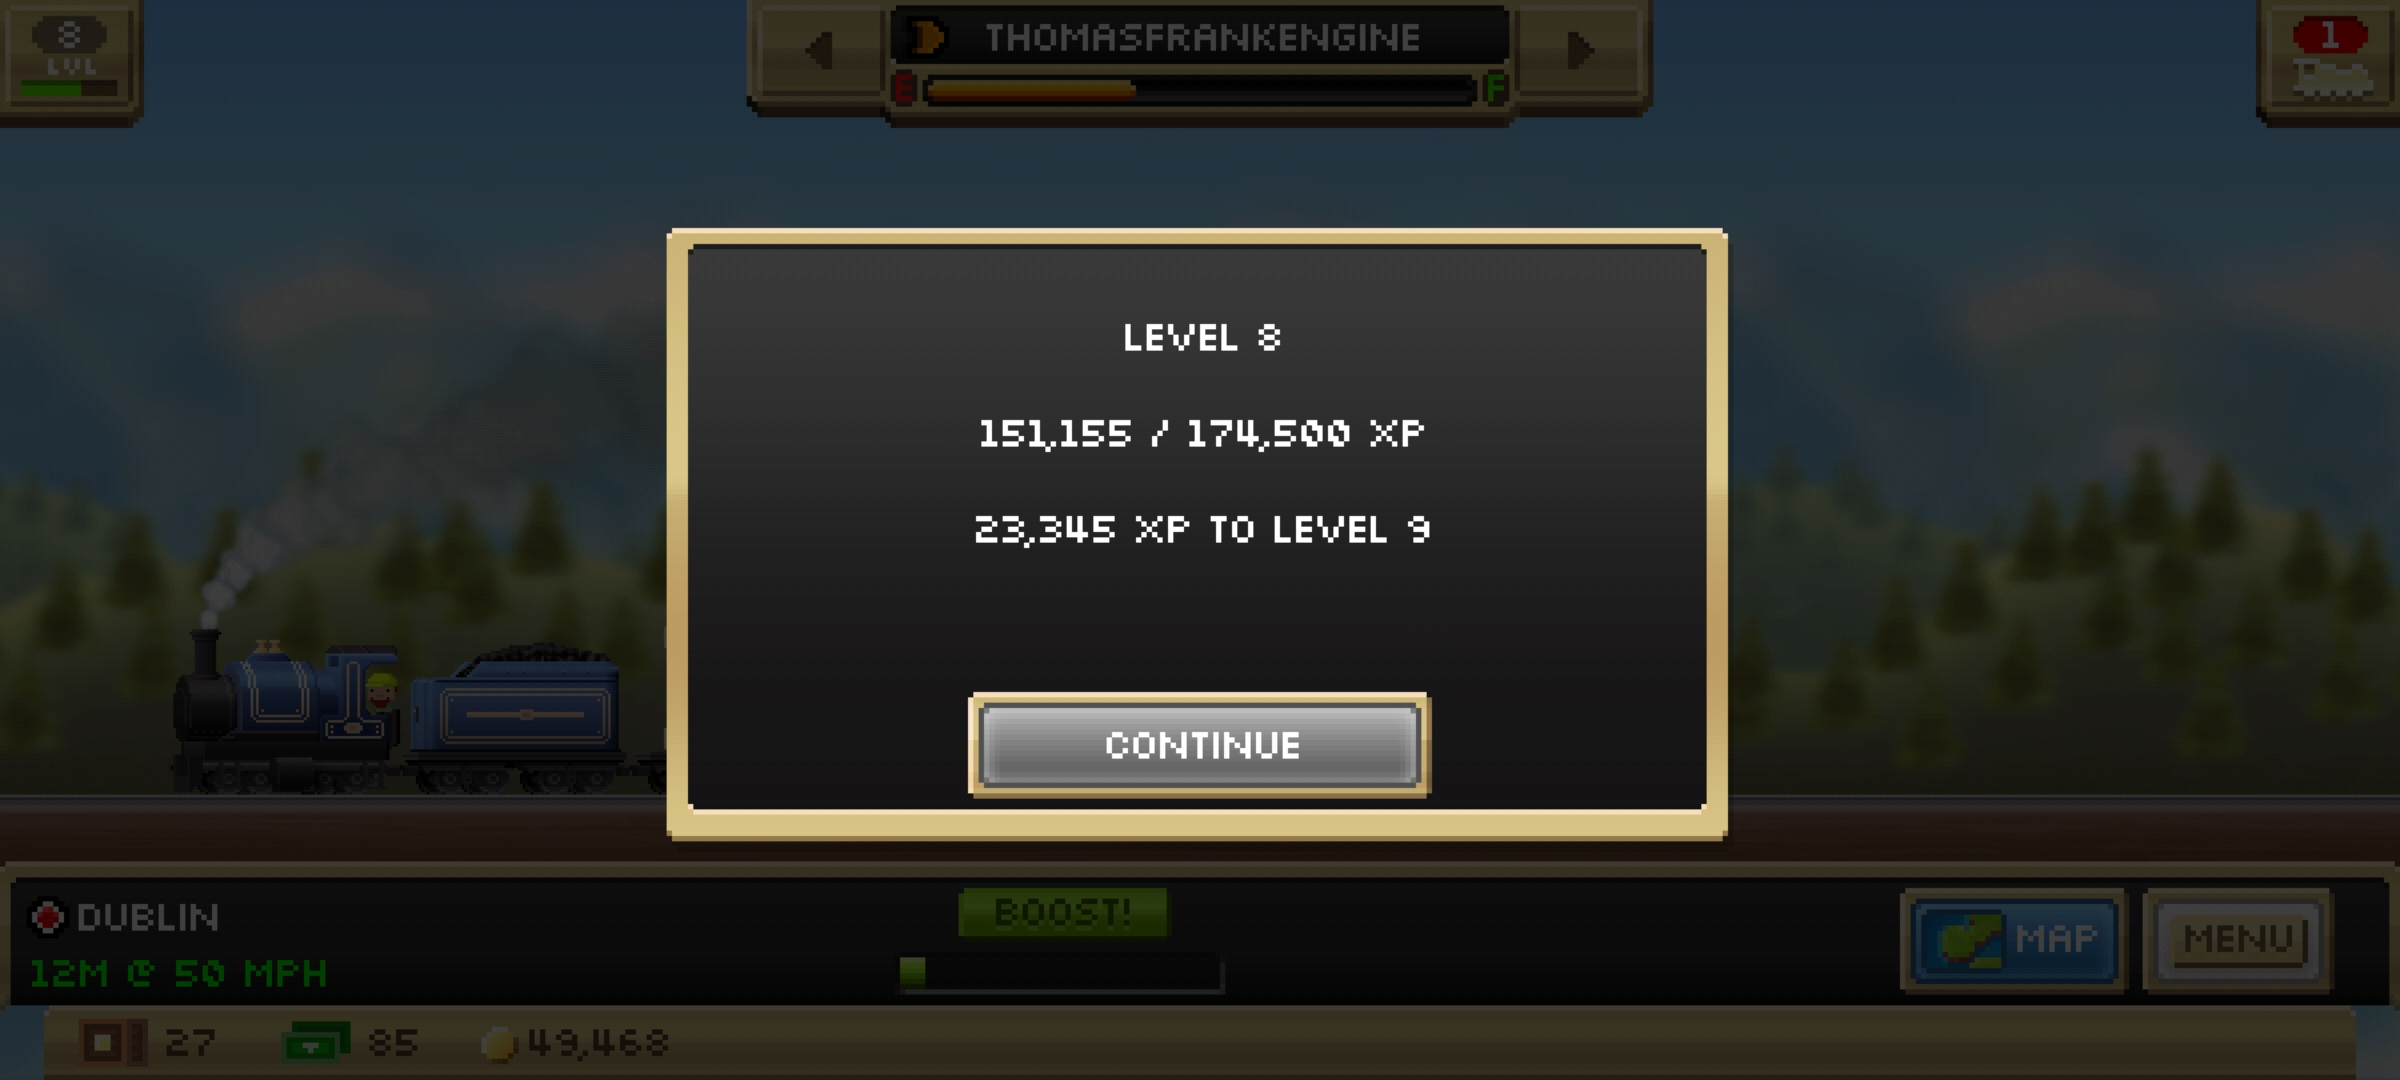 8
LVL
THOMASFRANKENGINE
E F
1
LEVEL 8
151,155 / 174,500 XP
23,345 XP TO LEVEL 9
CONTINUE
DUBLIN
12M @ 50 MPH
BOOST!
MAP
MENU
27 85 49,468